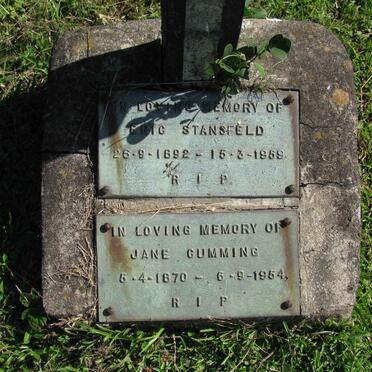 IN LOVING MEMORY OF
ERIC STANSFELD
26-9-1892 - 15-3-1959
R I P
IN LOVING MEMORY OF
JANE CUMMING
5-4-1870 - 6-9-1954.
R I P